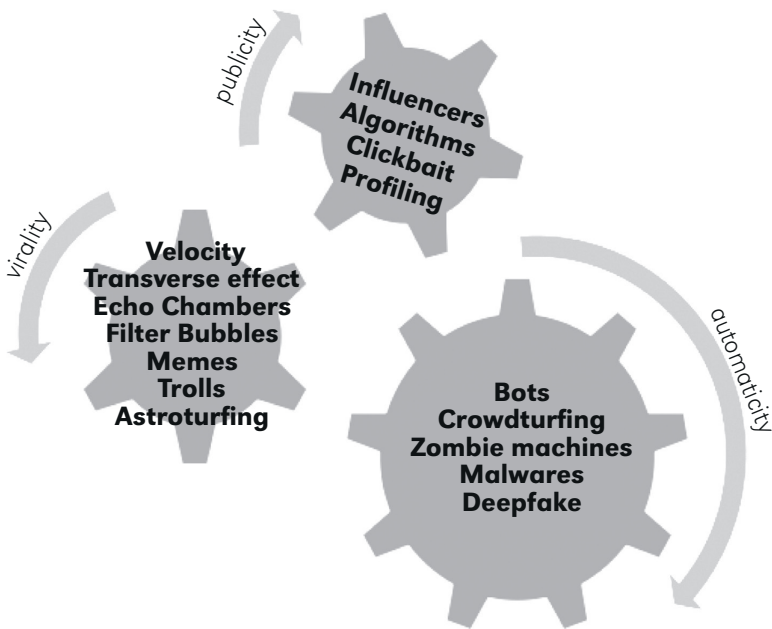 publicity
Influencers
Algorithms
Clickbait
Profiling
virality
Velocity
Transverse effect
Echo Chambers
Filter Bubbles
Memes
Trolls
Astroturfing
automaticity
Bots
Crowdturfing
Zombie machines
Malwares
Deepfake